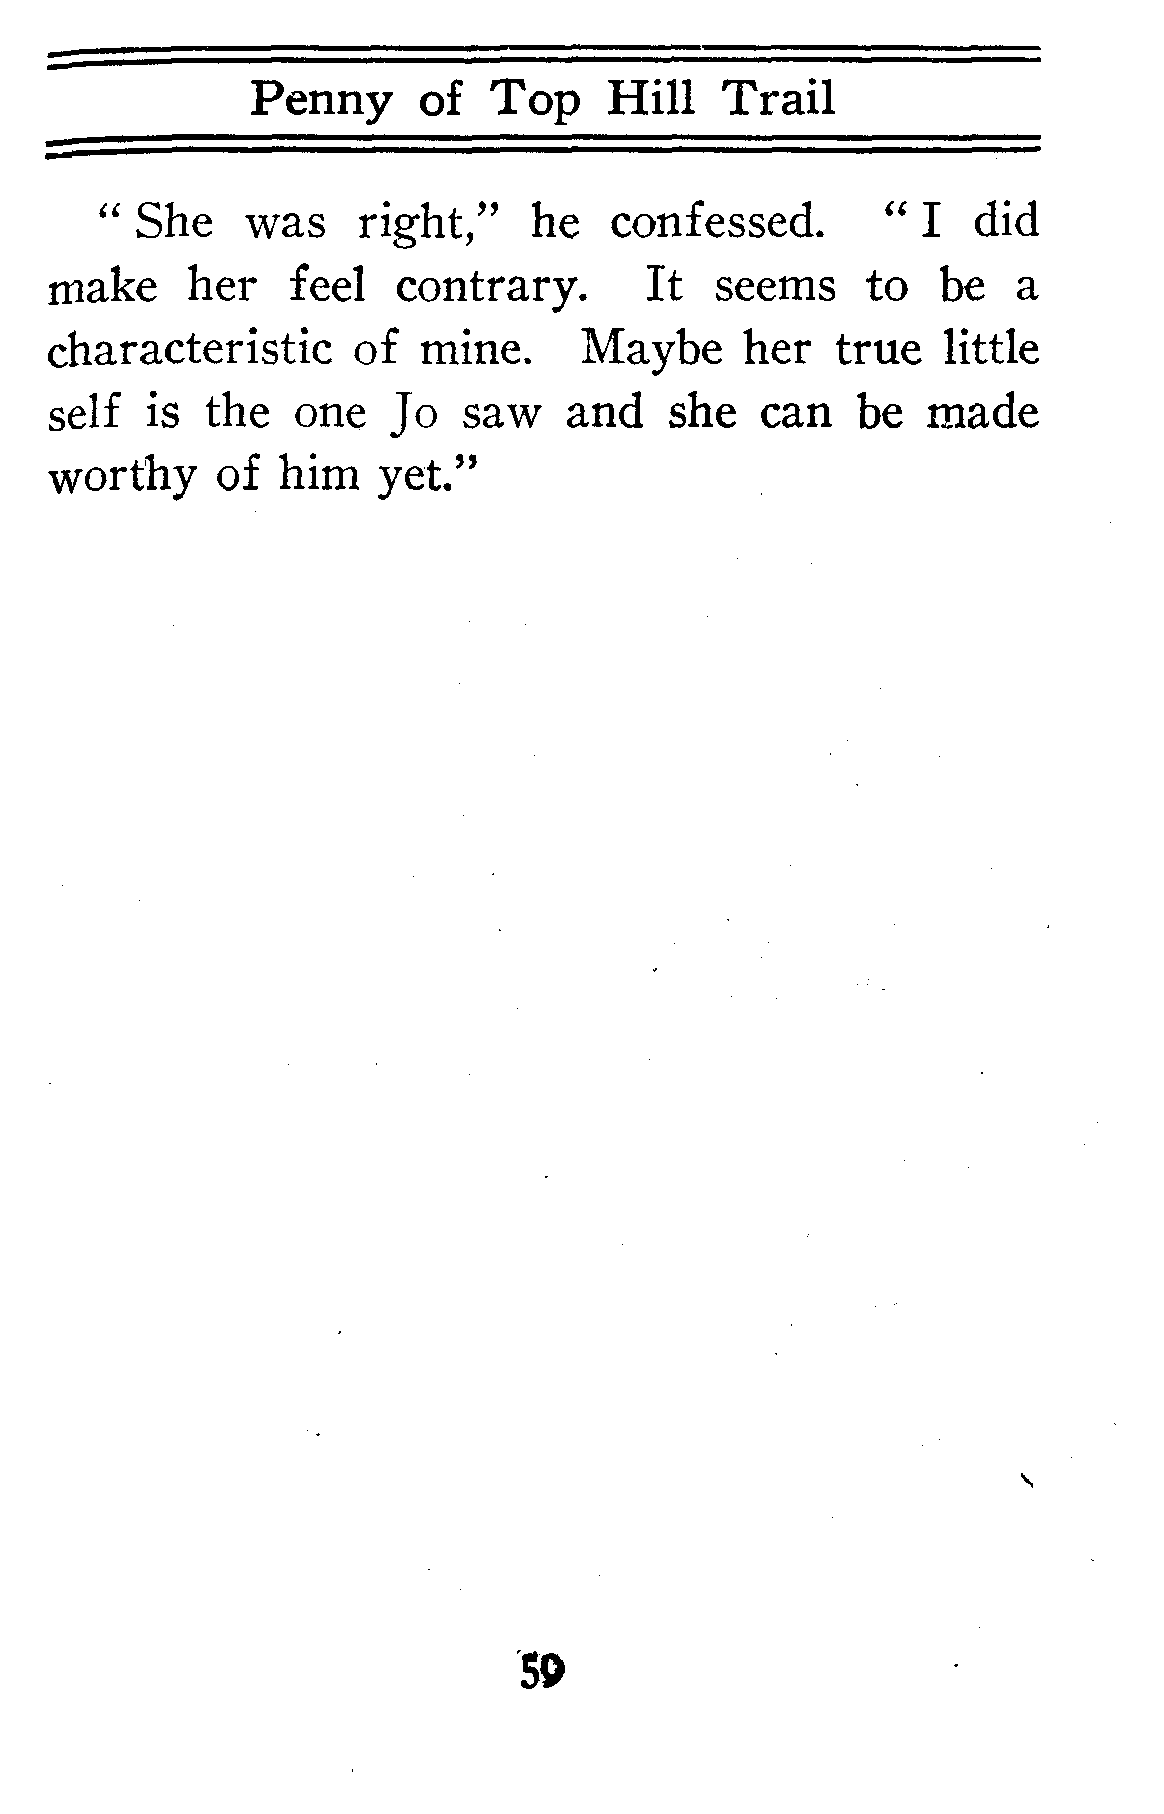 Penny of Top Hill Trail
“ She was right,” he confessed. “ I did
make her feel contrary. It seems to be a
characteristic of mine. Maybe her true little
self is the one Jo saw and she can be made
worthy of him yet.”
59